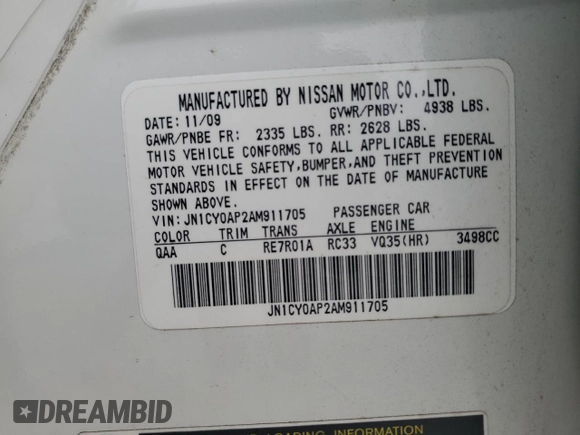 MANUFACTURED BY NISSAN MOTOR CO.,LTD.
DATE: 11/09 GVWR/PNBV: 4938 LBS.
GAWR/PNBE FR: 2335 LBS. RR: 2628 LBS.
THIS VEHICLE CONFORMS TO ALL APPLICABLE FEDERAL
MOTOR VEHICLE SAFETY,BUMPER,AND THEFT PREVENTION
STANDARDS IN EFFECT ON THE DATE OF MANUFACTURE
SHOWN ABOVE.
VIN: JN1CY0AP2AM911705 PASSENGER CAR
COLOR TRIM TRANS AXLE ENGINE
QAA C RE7R01A RC33 VQ35(HR) 3498CC
JN1CY0AP2AM911705
DREAMBID
LOADING INFORMATION